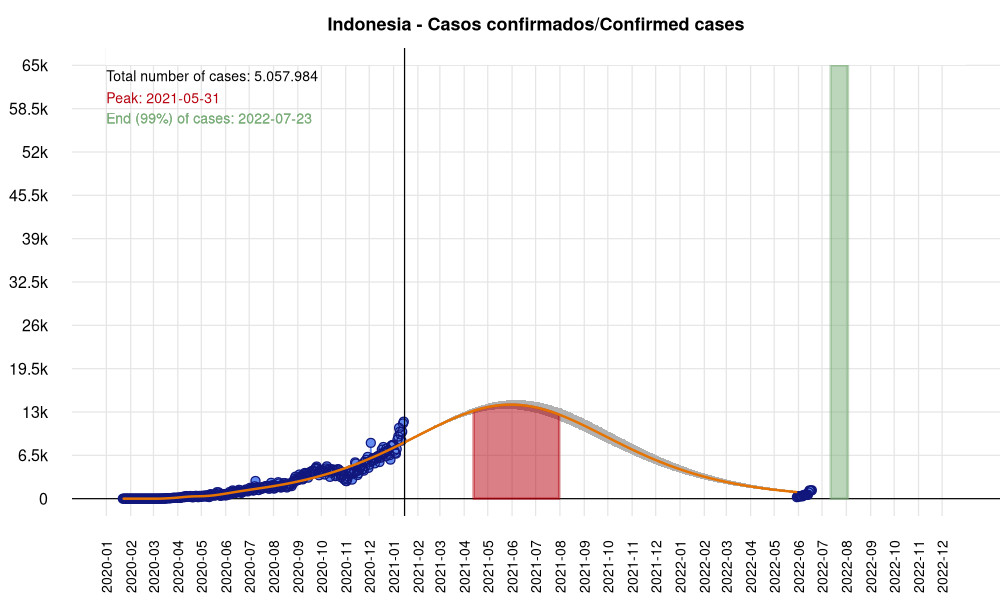 Indonesia - Casos confirmados/Confirmed cases
Total number of cases: 5.057.984
Peak: 2021-05-31
End (99%) of cases: 2022-07-23
65k
58.5k
52k
45.5k
39k
32.5k
26k
19.5k
13k
6.5k
0
2020-01
2020-02
2020-03
2020-04
2020-05
2020-06
2020-07
2020-08
2020-09
2020-10
2020-11
2020-12
2021-01
2021-02
2021-03
2021-04
2021-05
2021-06
2021-07
2021-08
2021-09
2021-10
2021-11
2021-12
2022-01
2022-02
2022-03
2022-04
2022-05
2022-06
2022-07
2022-08
2022-09
2022-10
2022-11
2022-12